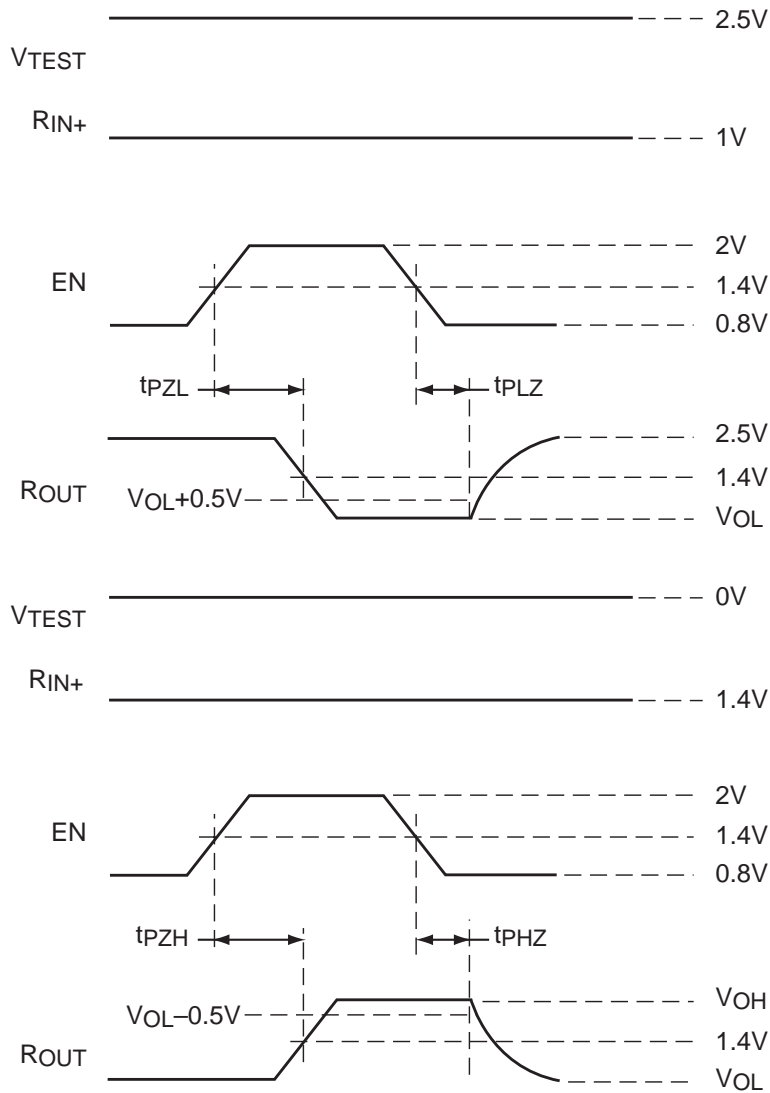 2.5V
VTEST
RIN+
1V
2V
EN
1.4V
0.8V
tPZL
tPLZ
2.5V
1.4V
ROUT
VOL+0.5V
VOL
0V
VTEST
RIN+
1.4V
2V
EN
1.4V
0.8V
tPZH
tPHZ
VOH
VOL–0.5V
1.4V
ROUT
VOL